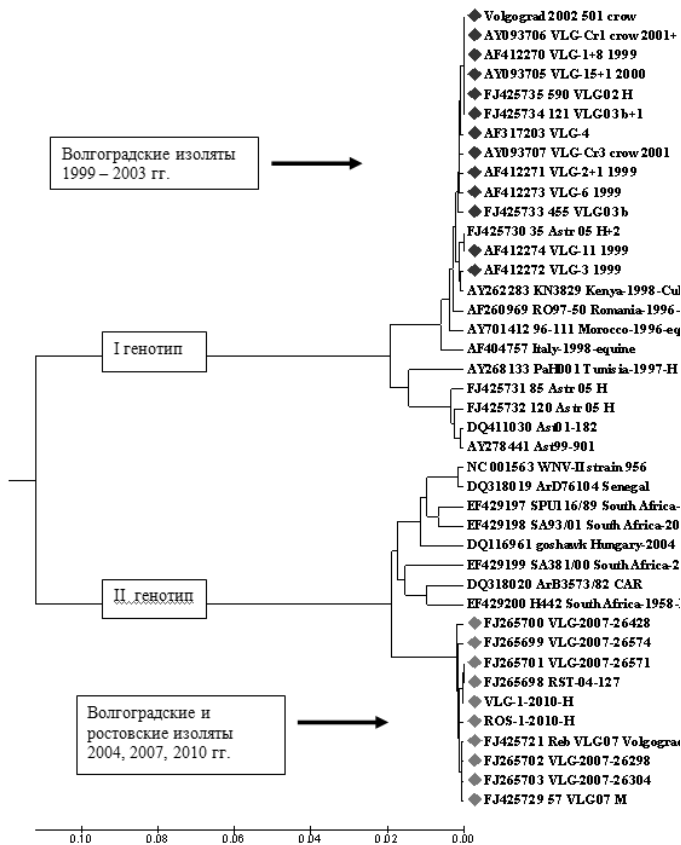 Volgograd 2002 501 crow
AY093706 VLG-Cr1 crow 2001+
AF412270 VLG-1+8 1999
AY093705 VLG-15+1 2000
FJ425735 590 VLG02 H
FJ425734 121 VLG03 b+1
AF317203 VLG-4
AY093707 VLG-Cr3 crow 2001
AF412271 VLG-2+1 1999
AF412273 VLG-6 1999
FJ425733 455 VLG03 b
FJ425730 35 Astr 05 H+2
AF412274 VLG-11 1999
AF412272 VLG-3 1999
AY262283 KN3829 Kenya-1998-Cul
AF260969 RO97-50 Romania-1996-
AY701412 96-111 Morocco-1996-eq
AF404757 Italy-1998-equine
AY268133 PaH001 Tunisia-1997-H
FJ425731 85 Astr 05 H
FJ425732 120 Astr 05 H
DQ411030 Ast01-182
AY278441 Ast99-901
NC 001563 WNV-II strain 956
DQ318019 ArD76104 Senegal
EF429197 SPU116/89 South Africa-
EF429198 SA93/01 South Africa-20
DQ116961 goshawk Hungary-2004
EF429199 SA381/00 South Africa-2
DQ318020 ArB3573/82 CAR
EF429200 H442 South Africa-1958-
FJ265700 VLG-2007-26428
FJ265699 VLG-2007-26574
FJ265701 VLG-2007-26571
FJ265698 RST-04-127
VLG-1-2010-H
ROS-1-2010-H
FJ425721 Reb VLG07 Volgograd
FJ265702 VLG-2007-26298
FJ265703 VLG-2007-26304
FJ425729 57 VLG07 M
Волгоградские изоляты
1999 – 2003 гг.
I генотип
II генотип
Волгоградские и
ростовские изоляты
2004, 2007, 2010 гг.
0.10 0.08 0.06 0.04 0.02 0.00